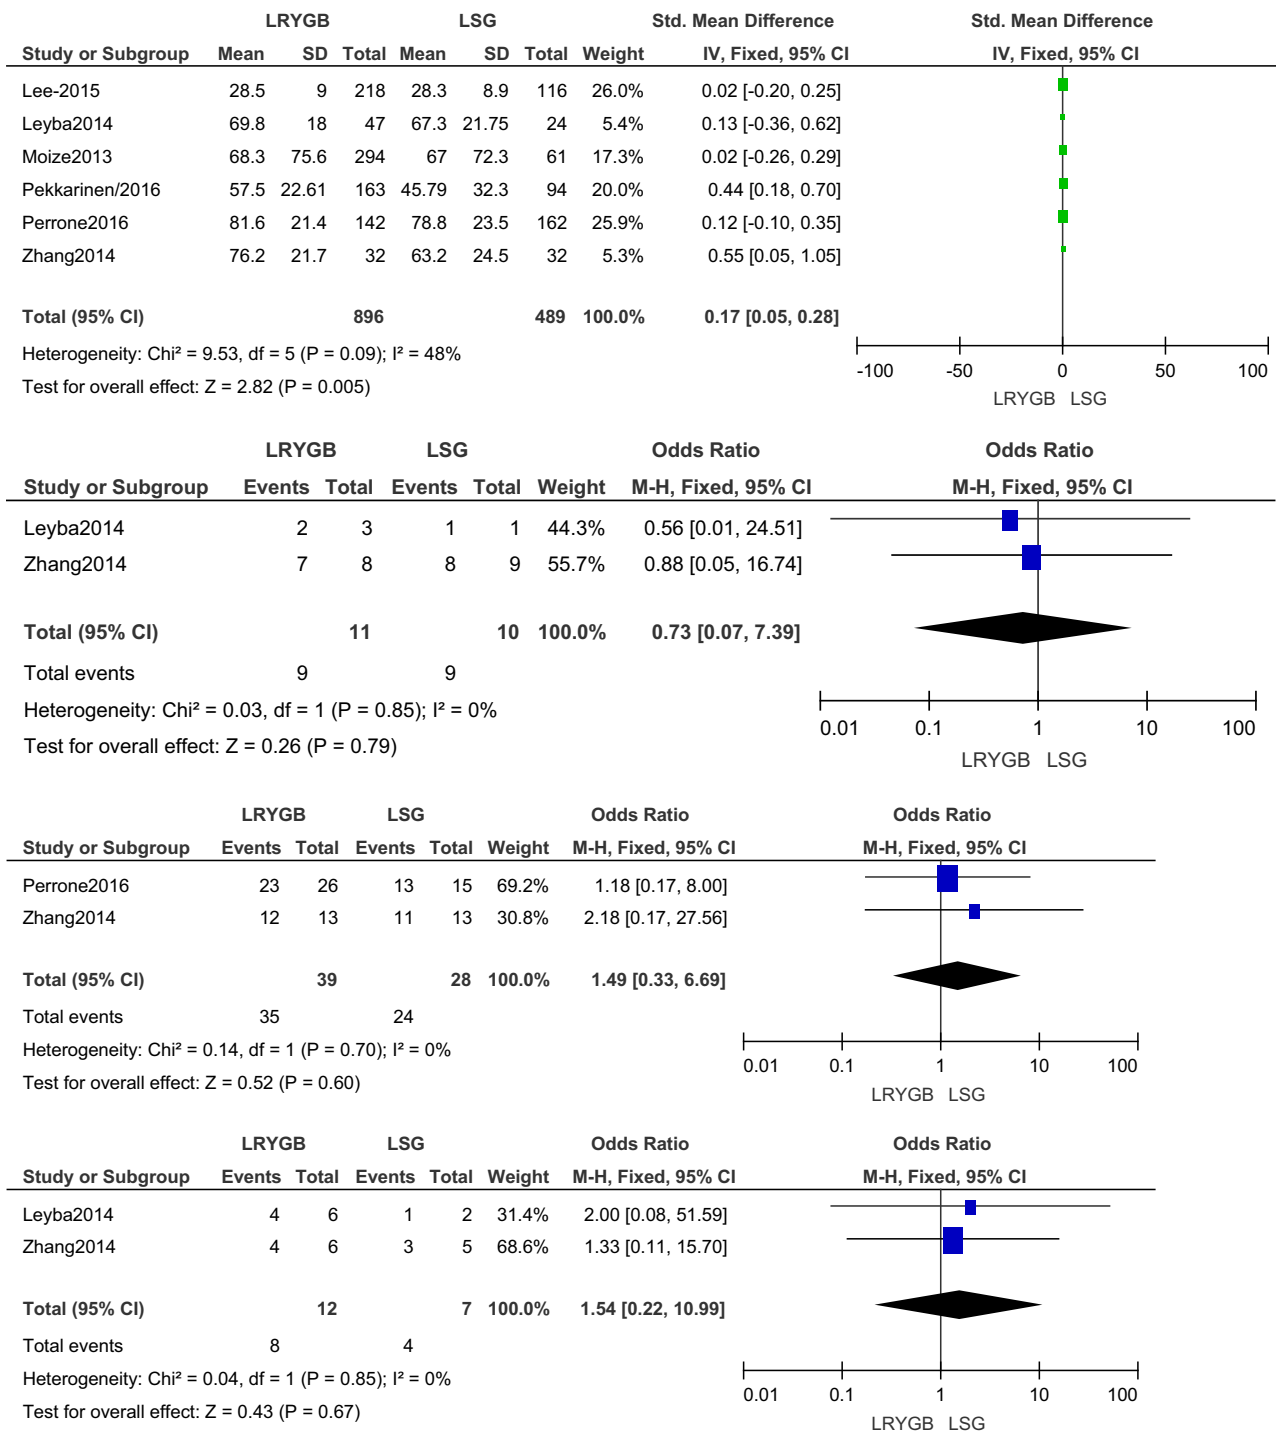 LRYGB LSG Std. Mean Difference Std. Mean Difference
Study or Subgroup Mean SD Total Mean SD Total Weight IV, Fixed, 95% CI IV, Fixed, 95% CI
Lee-2015 28.5 9 218 28.3 8.9 116 26.0% 0.02 [-0.20, 0.25]
Leyba2014 69.8 18 47 67.3 21.75 24 5.4% 0.13 [-0.36, 0.62]
Moize2013 68.3 75.6 294 67 72.3 61 17.3% 0.02 [-0.26, 0.29]
Pekkarinen/2016 57.5 22.61 163 45.79 32.3 94 20.0% 0.44 [0.18, 0.70]
Perrone2016 81.6 21.4 142 78.8 23.5 162 25.9% 0.12 [-0.10, 0.35]
Zhang2014 76.2 21.7 32 63.2 24.5 32 5.3% 0.55 [0.05, 1.05]
Total (95% CI) 896 489 100.0% 0.17 [0.05, 0.28]
Heterogeneity: Chi² = 9.53, df = 5 (P = 0.09); I² = 48%
Test for overall effect: Z = 2.82 (P = 0.005)
-100 -50 0 50 100
LRYGB LSG
LRYGB LSG Odds Ratio Odds Ratio
Study or Subgroup Events Total Events Total Weight M-H, Fixed, 95% CI M-H, Fixed, 95% CI
Leyba2014 2 3 1 1 44.3% 0.56 [0.01, 24.51]
Zhang2014 7 8 8 9 55.7% 0.88 [0.05, 16.74]
Total (95% CI) 11 10 100.0% 0.73 [0.07, 7.39]
Total events 9 9
Heterogeneity: Chi² = 0.03, df = 1 (P = 0.85); I² = 0%
Test for overall effect: Z = 0.26 (P = 0.79)
0.01 0.1 1 10 100
LRYGB LSG
LRYGB LSG Odds Ratio Odds Ratio
Study or Subgroup Events Total Events Total Weight M-H, Fixed, 95% CI M-H, Fixed, 95% CI
Perrone2016 23 26 13 15 69.2% 1.18 [0.17, 8.00]
Zhang2014 12 13 11 13 30.8% 2.18 [0.17, 27.56]
Total (95% CI) 39 28 100.0% 1.49 [0.33, 6.69]
Total events 35 24
Heterogeneity: Chi² = 0.14, df = 1 (P = 0.70); I² = 0%
Test for overall effect: Z = 0.52 (P = 0.60)
0.01 0.1 1 10 100
LRYGB LSG
LRYGB LSG Odds Ratio Odds Ratio
Study or Subgroup Events Total Events Total Weight M-H, Fixed, 95% CI M-H, Fixed, 95% CI
Leyba2014 4 6 1 2 31.4% 2.00 [0.08, 51.59]
Zhang2014 4 6 3 5 68.6% 1.33 [0.11, 15.70]
Total (95% CI) 12 7 100.0% 1.54 [0.22, 10.99]
Total events 8 4
Heterogeneity: Chi² = 0.04, df = 1 (P = 0.85); I² = 0%
Test for overall effect: Z = 0.43 (P = 0.67)
0.01 0.1 1 10 100
LRYGB LSG